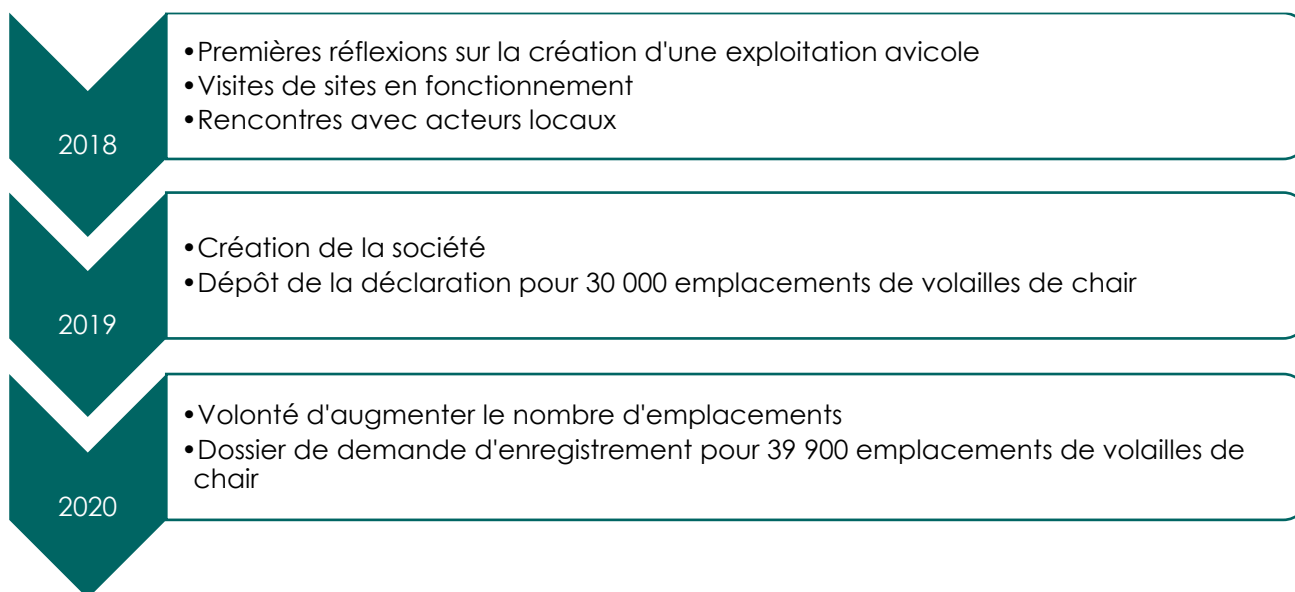 2018
•Premières réflexions sur la création d'une exploitation avicole
•Visites de sites en fonctionnement
•Rencontres avec acteurs locaux
2019
•Création de la société
•Dépôt de la déclaration pour 30 000 emplacements de volailles de chair
2020
•Volonté d'augmenter le nombre d'emplacements
•Dossier de demande d'enregistrement pour 39 900 emplacements de volailles de
chair